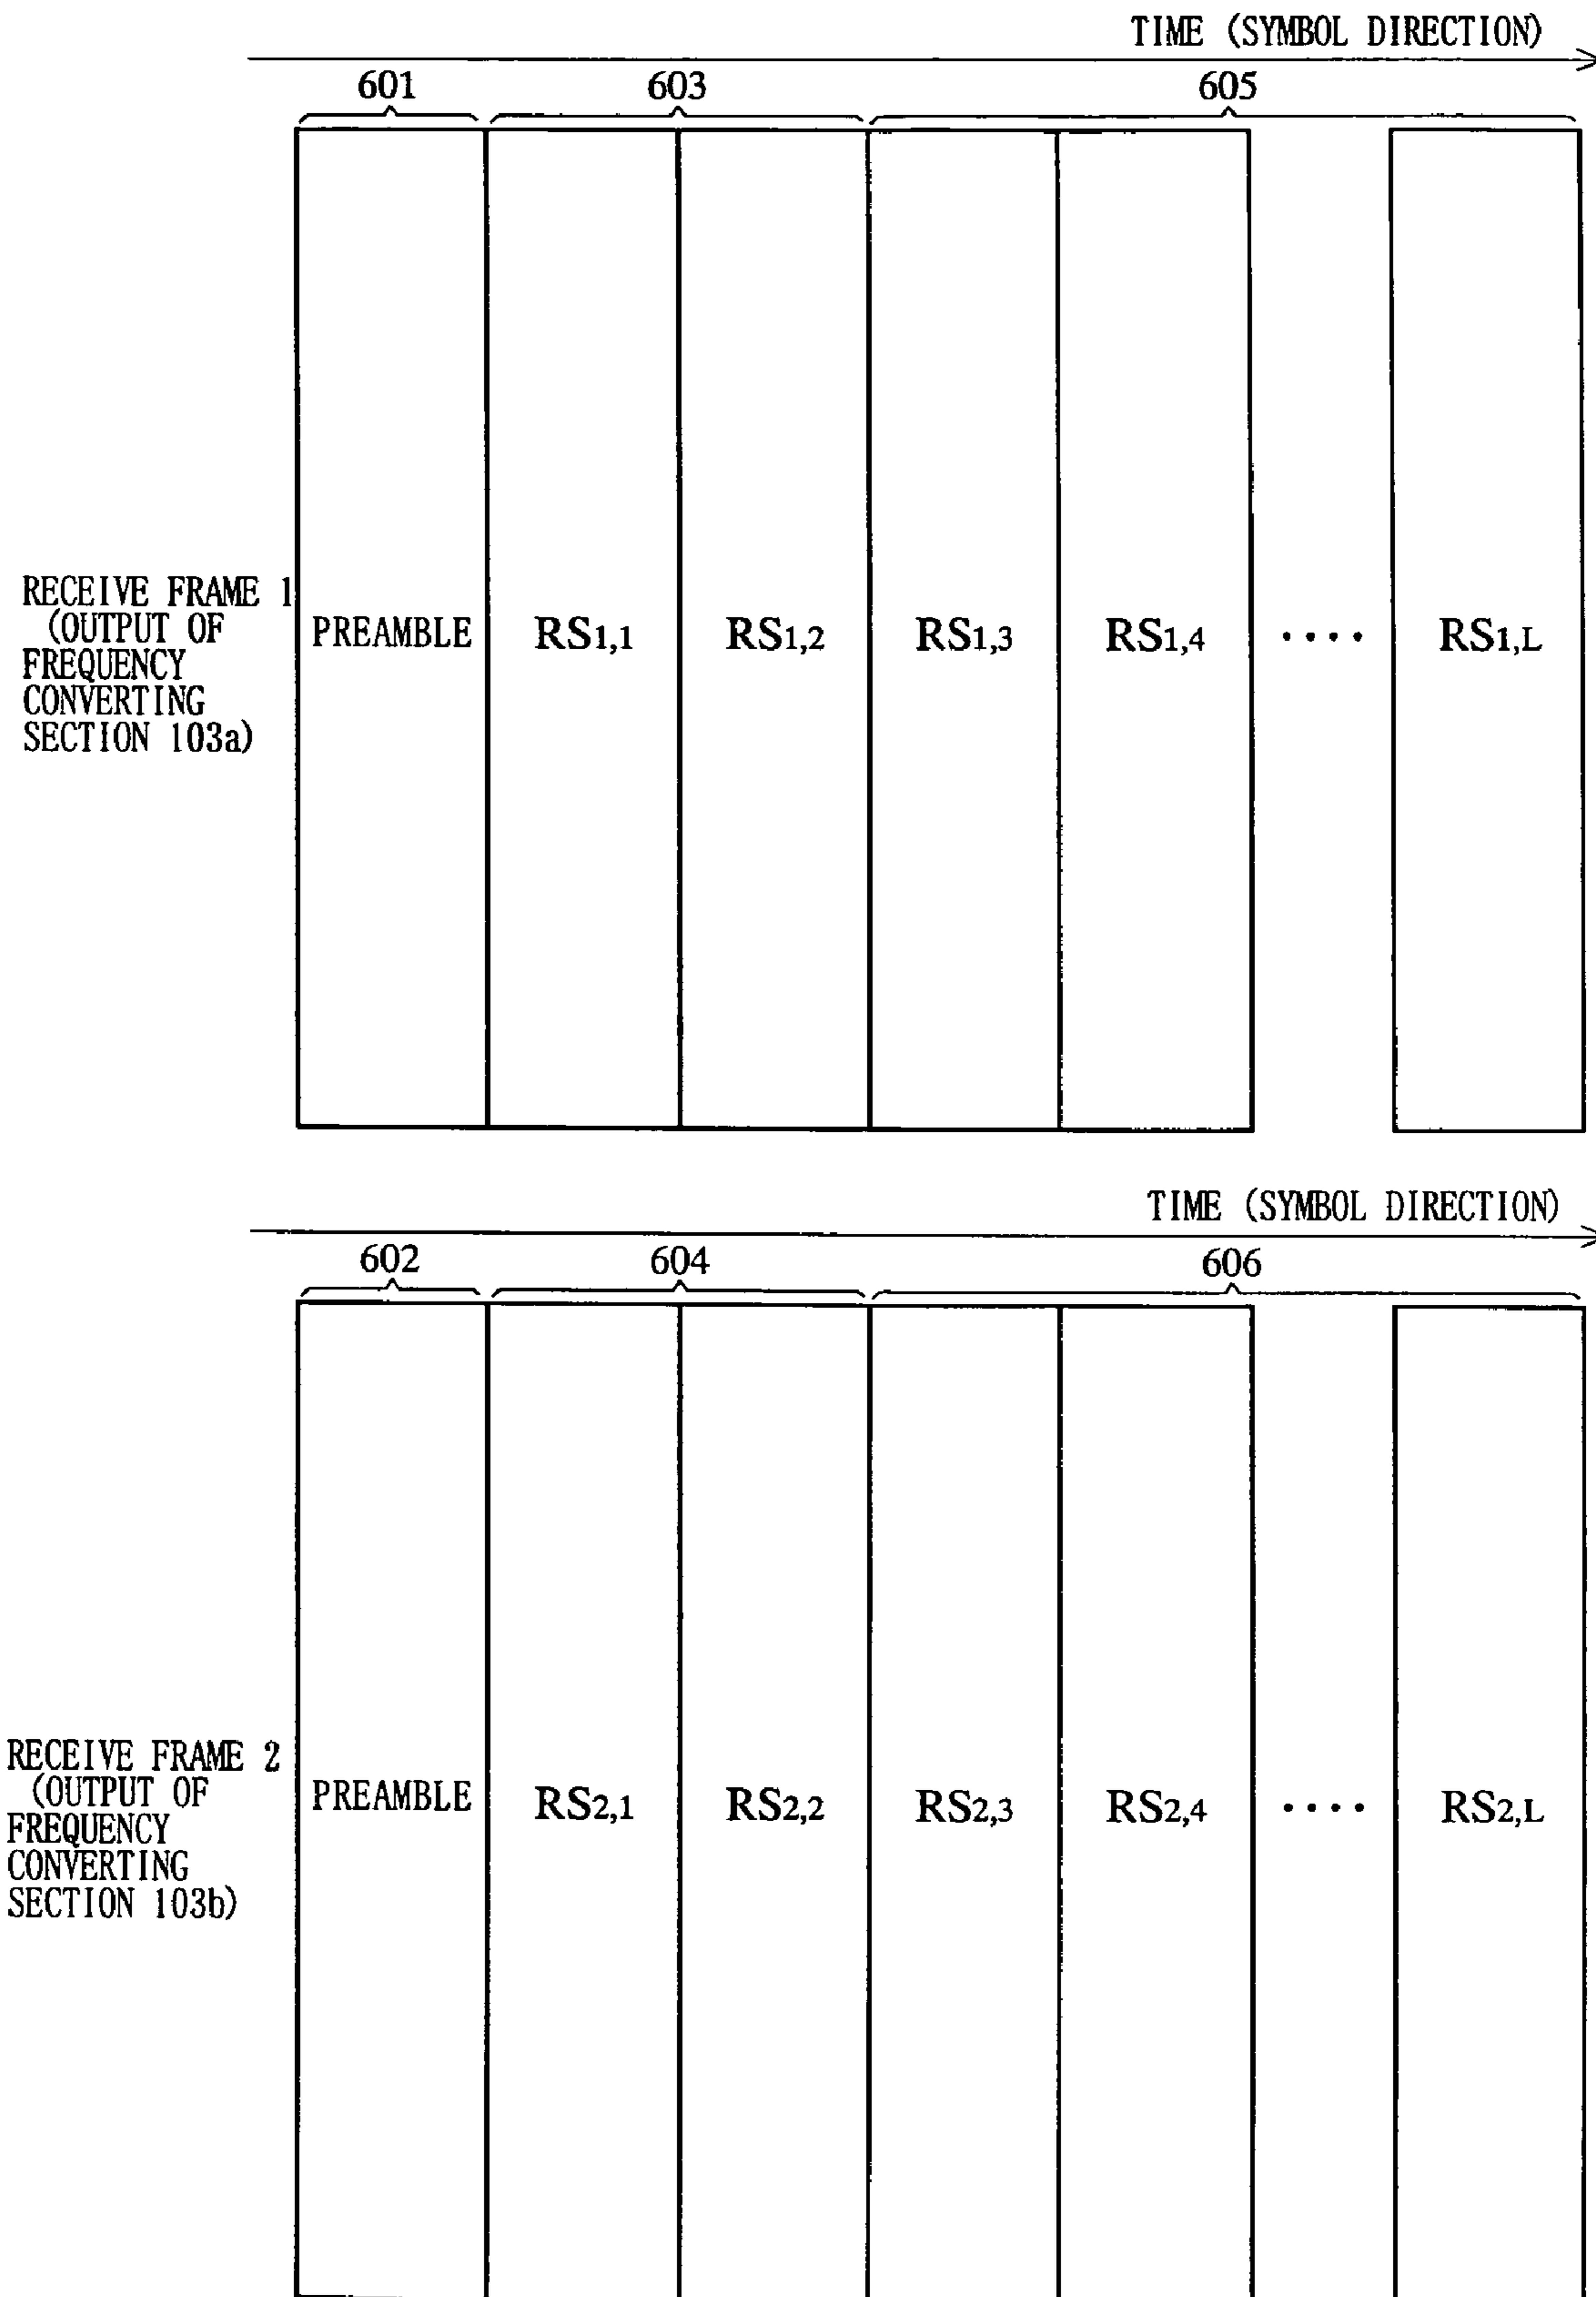 TIME (SYMBOL DIRECTION)
601 603 605
RECEIVE FRAME 1
(OUTPUT OF
FREQUENCY
CONVERTING
SECTION 103a)
PREAMBLE RS1,1 RS1,2 RS1,3 RS1,4 ···· RS1,L
TIME (SYMBOL DIRECTION)
602 604 606
RECEIVE FRAME 2
(OUTPUT OF
FREQUENCY
CONVERTING
SECTION 103b)
PREAMBLE RS2,1 RS2,2 RS2,3 RS2,4 ···· RS2,L